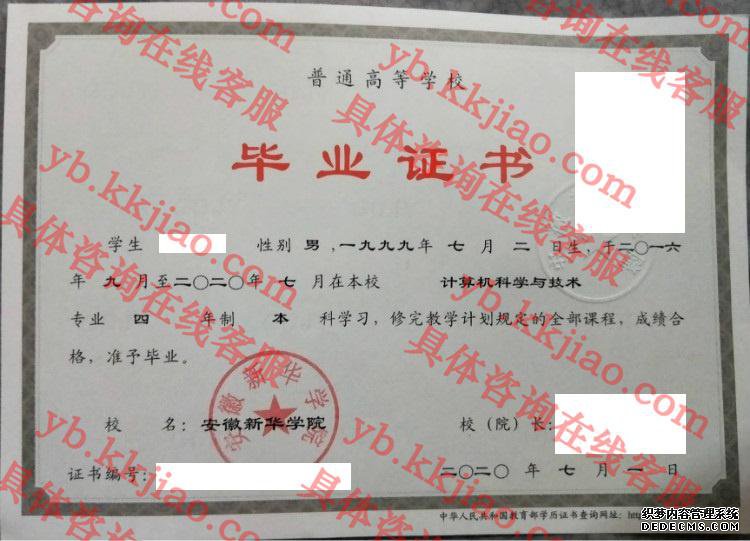 普通高等学校
毕业证书
学生 性别 男 ,一九九九年 七 月 二 日生, 于二〇一六
年 九 月至二〇二〇年 七 月在本校 计算机科学与技术
专业 四 年制 本 科学习, 修完教学计划规定的全部课程, 成绩合
格, 准予毕业。
安徽新华学院
校 名: 安徽新华学院 校(院)长:
证书编号: 二〇二〇 年 七 月 一 日
中华人民共和国教育部学历证书查询网址: http
yb.kkjiao.com
具体咨询在线客服
织梦内容管理系统
DEDECMS.COM